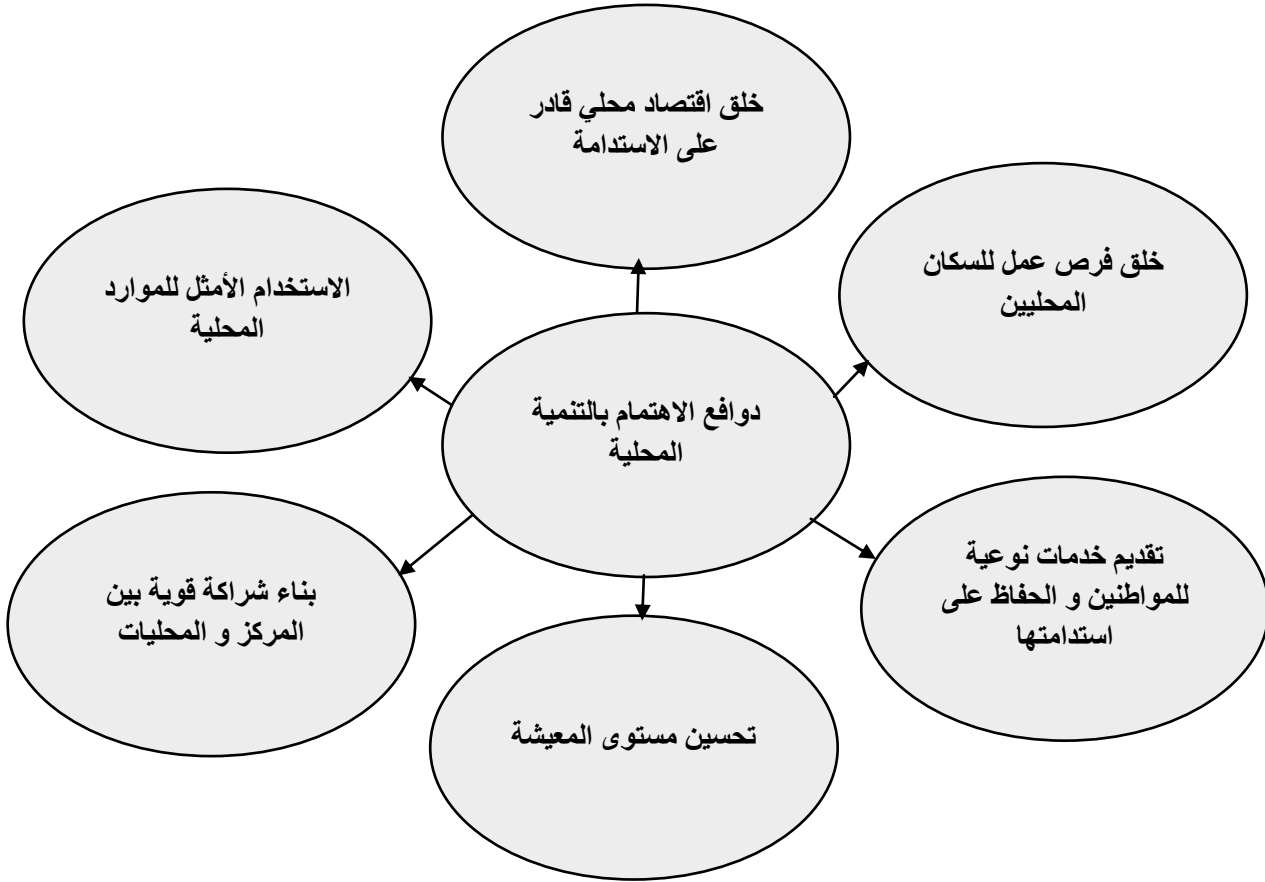 خلق اقتصاد محلي قادر
على الاستدامة
خلق فرص عمل للسكان
المحليين
الاستخدام الأمثل للموارد
المحلية
دوافع الاهتمام بالتنمية
المحلية
تقديم خدمات نوعية
للمواطنين و الحفاظ على
استدامتها
بناء شراكة قوية بين
المركز و المحليات
تحسين مستوى المعيشة